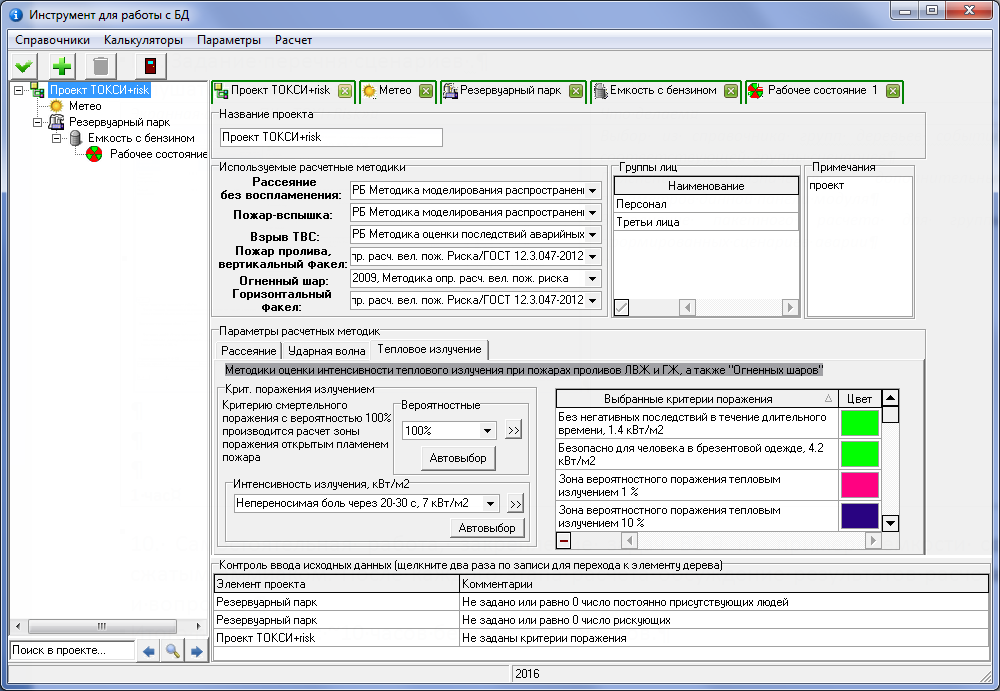 Инструмент для работы с БД
Справочники Калькуляторы Параметры Расчет
Проект ТОКСИ+risk
Метео
Резервуарный парк
Емкость с бензином
Рабочее состояние
Поиск в проекте...
Проект ТОКСИ+risk Метео Резервуарный парк Емкость с бензином Рабочее состояние 1
Название проекта
Проект ТОКСИ+risk
Используемые расчетные методики
Рассеяние
без воспламенения:
РБ Методика моделирования распространени
Пожар-вспышка:
РБ Методика моделирования распространени
Взрыв ТВС:
РБ Методика оценки последствий аварийных
Пожар пролива,
вертикальный факел:
пр. расч. вел. пож. Риска/ГОСТ 12.3.047-2012
Огненный шар:
2009, Методика опр. расч. вел. пож. риска
Горизонтальный
факел:
пр. расч. вел. пож. Риска/ГОСТ 12.3.047-2012
Группы лиц
Наименование
Персонал
Третьи лица
Примечания
проект
Параметры расчетных методик
Рассеяние Ударная волна Тепловое излучение
Методики оценки интенсивности теплового излучения при пожарах проливов ЛВЖ и ГЖ, а также "Огненных шаров"
Крит. поражения излучением
Критерию смертельного
поражения с вероятностью 100%
производится расчет зоны
поражения открытым пламенем
пожара
Вероятностные
100% >>
Автовыбор
Интенсивность излучения, кВт/м2
Непереносимая боль через 20-30 с, 7 кВт/м2 >>
Автовыбор
Выбранные критерии поражения Цвет
Без негативных последствий в течение длительного
времени, 1.4 кВт/м2
Безопасно для человека в брезентовой одежде, 4.2
кВт/м2
Зона вероятностного поражения тепловым
излучением 1 %
Зона вероятностного поражения тепловым
излучением 10 %
Контроль ввода исходных данных (щелкните два раза по записи для перехода к элементу дерева)
Элемент проекта Комментарии
Резервуарный парк Не задано или равно 0 число постоянно присутствующих людей
Резервуарный парк Не задано или равно 0 число рискующих
Проект ТОКСИ+risk Не заданы критерии поражения
2016